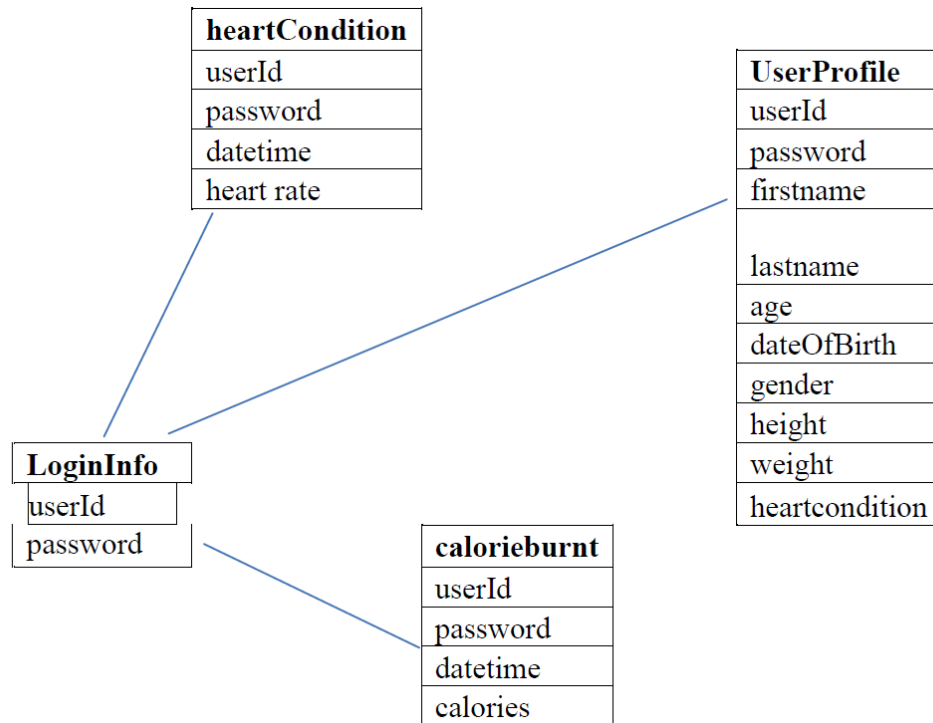 heartCondition
userId
password
datetime
heart rate
UserProfile
userId
password
firstname
lastname
age
dateOfBirth
gender
height
weight
heartcondition
LoginInfo
userId
password
calorieburnt
userId
password
datetime
calories